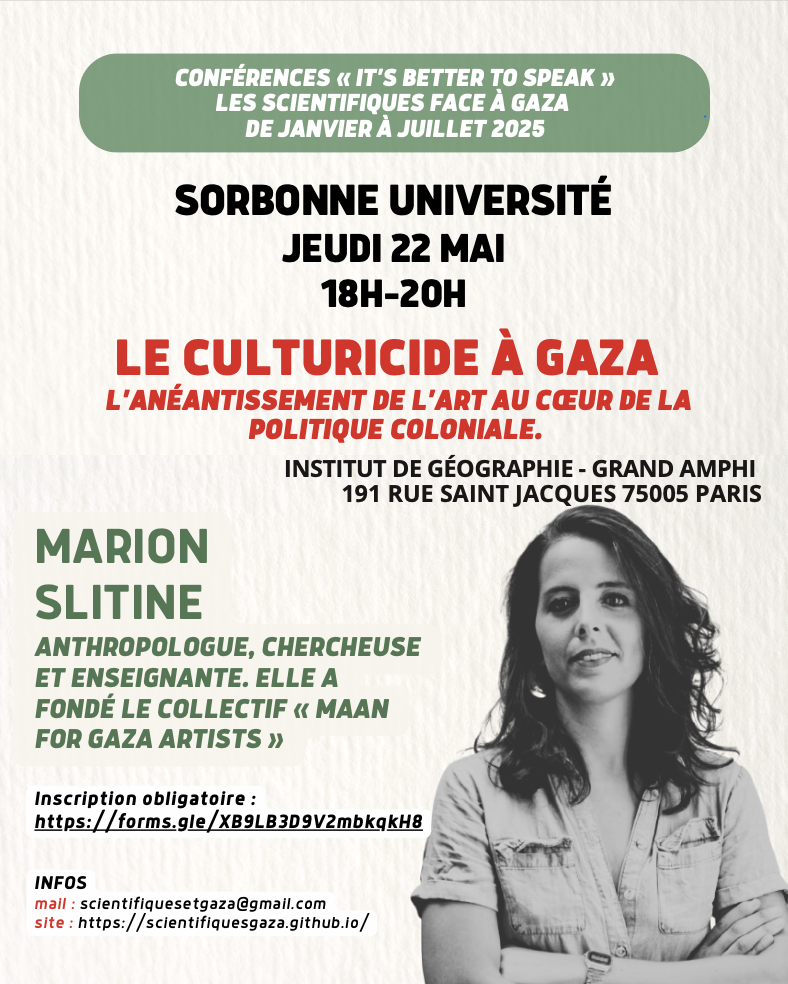 CONFÉRENCES « IT'S BETTER TO SPEAK »
LES SCIENTIFIQUES FACE À GAZA
DE JANVIER À JUILLET 2025
SORBONNE UNIVERSITÉ
JEUDI 22 MAI
18H-20H
LE CULTURICIDE À GAZA
L'ANÉANTISSEMENT DE L'ART AU CŒUR DE LA
POLITIQUE COLONIALE.
INSTITUT DE GÉOGRAPHIE - GRAND AMPHI
191 RUE SAINT JACQUES 75005 PARIS
MARION
SLITINE
ANTHROPOLOGUE, CHERCHEUSE
ET ENSEIGNANTE. ELLE A
FONDÉ LE COLLECTIF « MAAN
FOR GAZA ARTISTS »
Inscription obligatoire :
https://forms.gle/XB9LB3D9V2mbkqkH8
INFOS
mail : scientifiquesetgaza@gmail.com
site : https://scientifiquesgaza.github.io/